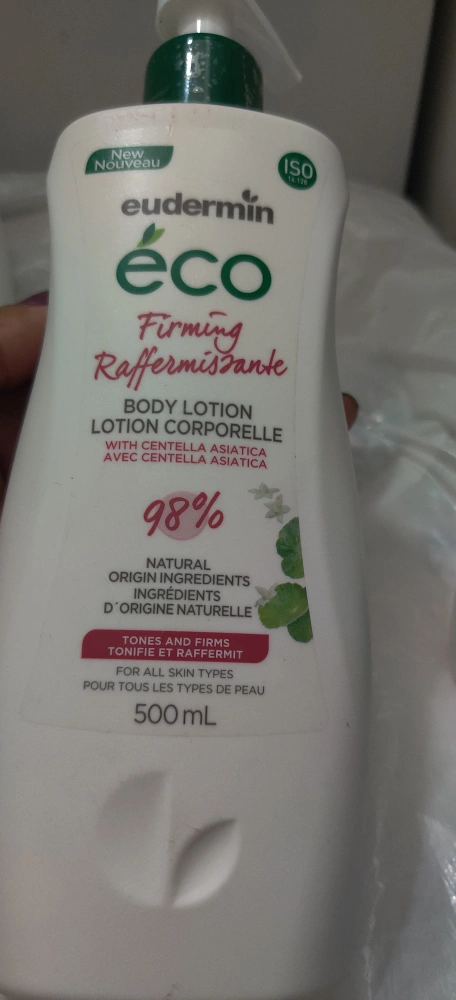 New
Nouveau
ISO
eudermin
éco
Firming
Raffermissante
BODY LOTION
LOTION CORPORELLE
WITH CENTELLA ASIATICA
AVEC CENTELLA ASIATICA
98%
NATURAL
ORIGIN INGREDIENTS
INGRÉDIENTS
D´ORIGINE NATURELLE
TONES AND FIRMS
TONIFIE ET RAFFERMIT
FOR ALL SKIN TYPES
POUR TOUS LES TYPES DE PEAU
500 mL